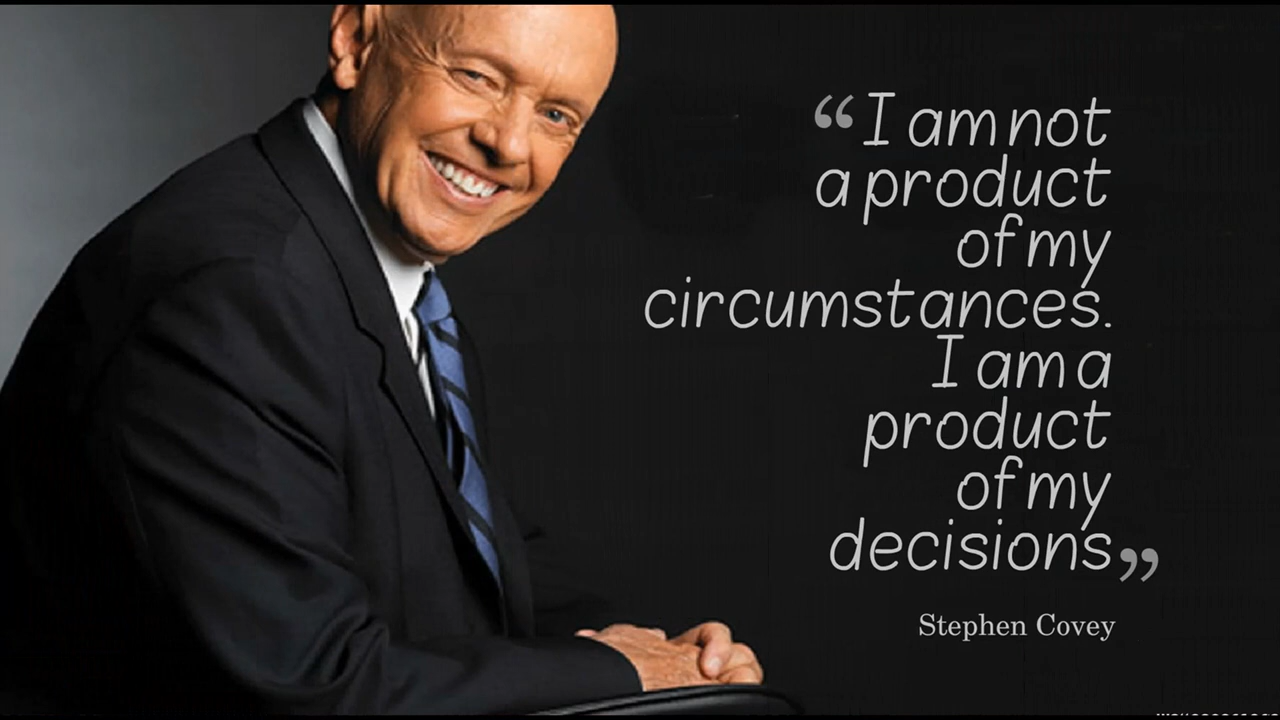 “I am not
a product
of my
circumstances.
I am a
product
of my
decisions”
Stephen Covey